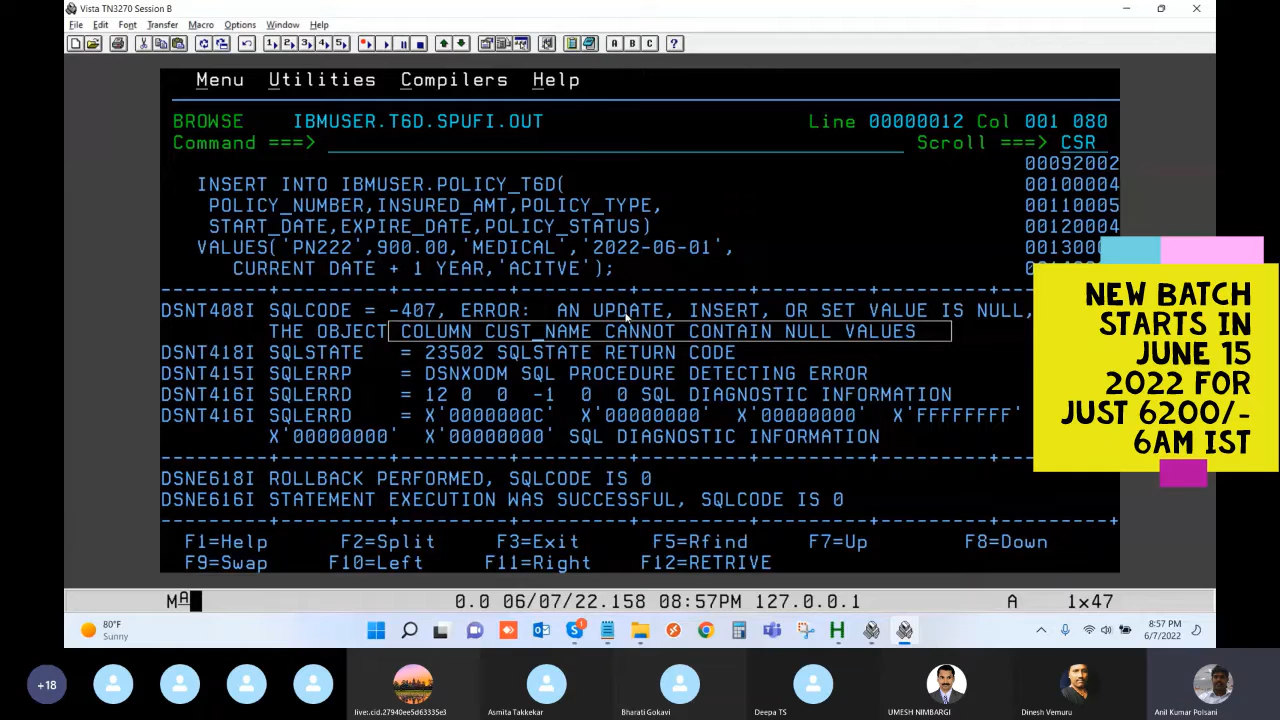 Vista TN3270 Session B
File Edit Font Transfer Macro Options Window Help
A B C
Menu Utilities Compilers Help
BROWSE IBMUSER.T6D.SPUFI.OUT Line 00000012 Col 001 080
Command ===> Scroll ===> CSR
00092002
INSERT INTO IBMUSER.POLICY_T6D( 00100004
POLICY_NUMBER,INSURED_AMT,POLICY_TYPE, 00110005
START_DATE,EXPIRE_DATE,POLICY_STATUS) 00120004
VALUES('PN222',900.00,'MEDICAL','2022-06-01',
CURRENT DATE + 1 YEAR,'ACITVE');
---------+---------+---------+---------+---------+---------+---------+---------+
DSNT408I SQLCODE = -407, ERROR: AN UPDATE, INSERT, OR SET VALUE IS NULL,
THE OBJECT COLUMN CUST_NAME CANNOT CONTAIN NULL VALUES
DSNT418I SQLSTATE = 23502 SQLSTATE RETURN CODE
DSNT415I SQLERRP = DSNXODM SQL PROCEDURE DETECTING ERROR
DSNT416I SQLERRD = 12 0 0 -1 0 0 SQL DIAGNOSTIC INFORMATION
DSNT416I SQLERRD = X'0000000C' X'00000000' X'00000000' X'FFFFFFFF'
X'00000000' X'00000000' SQL DIAGNOSTIC INFORMATION
---------+---------+---------+---------+---------+---------+---------+---------+
DSNE618I ROLLBACK PERFORMED, SQLCODE IS 0
DSNE616I STATEMENT EXECUTION WAS SUCCESSFUL, SQLCODE IS 0
---------+---------+---------+---------+---------+---------+---------+---------+
F1=Help F2=Split F3=Exit F5=Rfind F7=Up F8=Down
F9=Swap F10=Left F11=Right F12=RETRIEVE
MA 0.0 06/07/22.158 08:57PM 127.0.0.1 A 1x47
NEW BATCH
STARTS IN
JUNE 15
2022 FOR
JUST 6200/-
6AM IST
80°F
Sunny
8:57 PM
6/7/2022
+18
live:.cid.27940ee5d63335e3
Asmita Takkekar
Bharati Gokavi
Deepa TS
UMESH NIMBARGI
Dinesh Vemuru
Anil Kumar Polsani